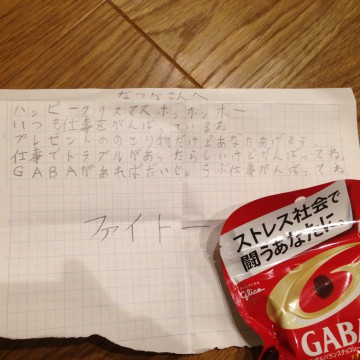 なつかさんへ
ハッピークリスマスホンホンホー
いつも仕事をがんばっているね
プレゼントののこり物だけどあなたあげます。
仕事でトラブルがあったらしいけどがんばってね。
GABAがあればだいじょうぶ仕事がんばってね
ファイトー
ストレス社会で
闘うあなたに。
glico
GABA